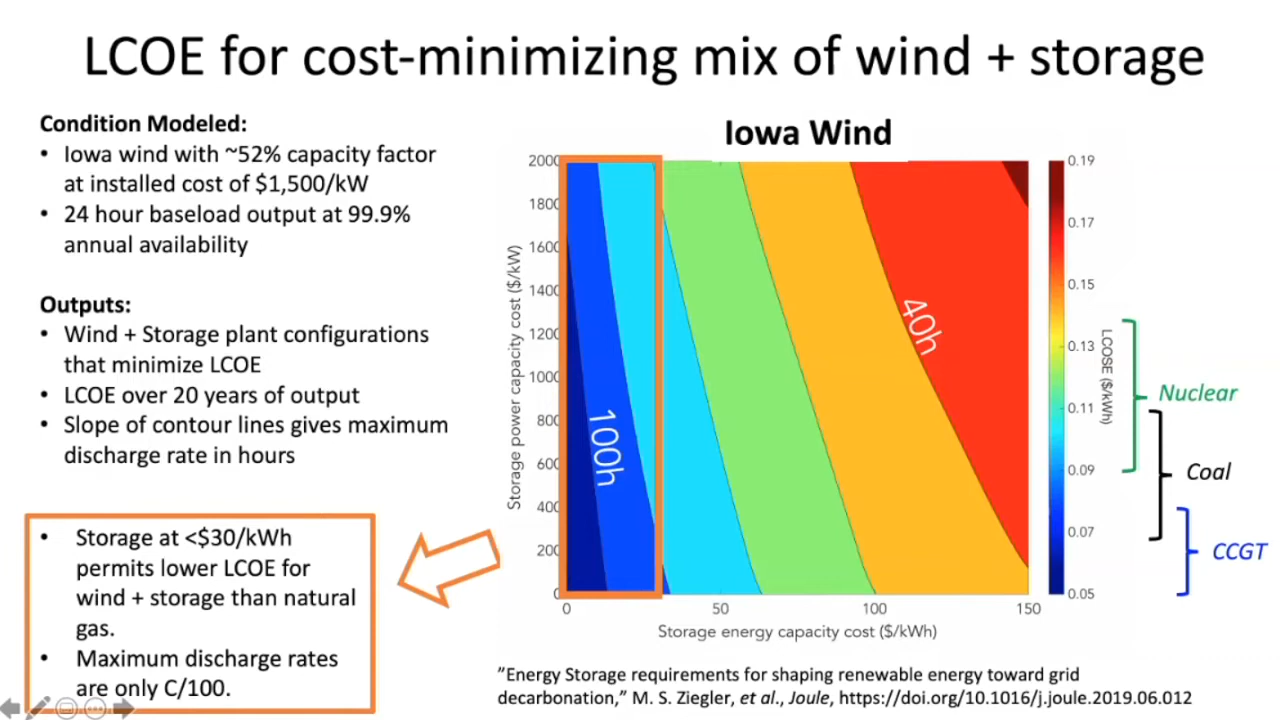 LCOE for cost-minimizing mix of wind + storage
Condition Modeled:
• Iowa wind with ~52% capacity factor
at installed cost of $1,500/kW
• 24 hour baseload output at 99.9%
annual availability
Outputs:
• Wind + Storage plant configurations
that minimize LCOE
• LCOE over 20 years of output
• Slope of contour lines gives maximum
discharge rate in hours
• Storage at <$30/kWh
permits lower LCOE for
wind + storage than natural
gas.
• Maximum discharge rates
are only C/100.
Iowa Wind
Storage power capacity cost ($/kW)
2000
1800
1600
1400
1200
1000
800
600
400
200
0
0
50
100
150
Storage energy capacity cost ($/kWh)
100h
40h
0.19
0.17
0.15
0.13
0.11
0.09
0.07
0.05
LCOSE ($/kWh)
Nuclear
Coal
CCGT
"Energy Storage requirements for shaping renewable energy toward grid
decarbonation," M. S. Ziegler, et al., Joule, https://doi.org/10.1016/j.joule.2019.06.012